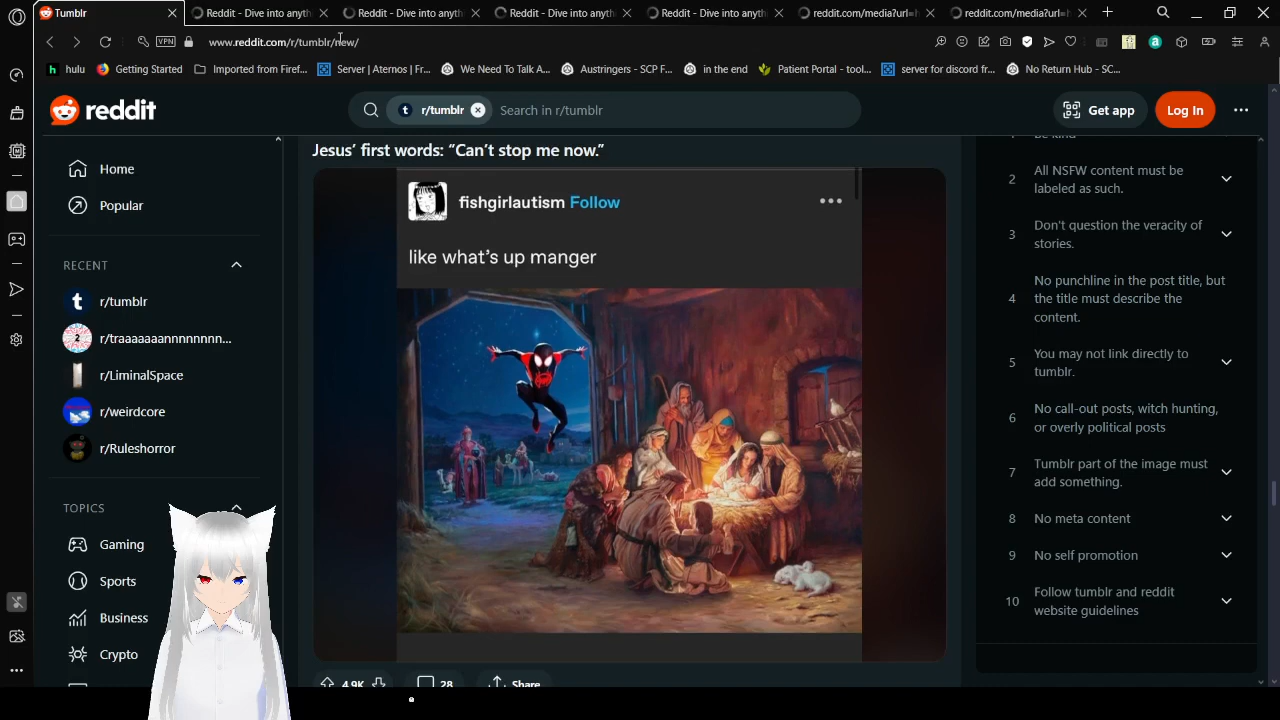 Tumblr
Reddit - Dive into anyth
Reddit - Dive into anyth
Reddit - Dive into anyth
Reddit - Dive into anyth
reddit.com/media?url=h
reddit.com/media?url=h
VPN
www.reddit.com/r/tumblr/new/
hulu
Getting Started
Imported from Firef...
Server | Aternos | Fr...
We Need To Talk A...
Austringers - SCP F...
in the end
Patient Portal - tool...
server for discord fr...
No Return Hub - SC...
reddit
r/tumblr
Search in r/tumblr
Get app
Log In
Home
Popular
RECENT
r/tumblr
r/traaaaaaannnnnnnn...
r/LiminalSpace
r/weirdcore
r/Ruleshorror
TOPICS
Gaming
Sports
Business
Crypto
Jesus’ first words: “Can’t stop me now.”
fishgirlautism Follow
like what’s up manger
4.9K
28
Share
2 All NSFW content must be
labeled as such.
3 Don't question the veracity of
stories.
4 No punchline in the post title, but
the title must describe the
content.
5 You may not link directly to
tumblr.
6 No call-out posts, witch hunting,
or overly political posts
7 Tumblr part of the image must
add something.
8 No meta content
9 No self promotion
10 Follow tumblr and reddit
website guidelines